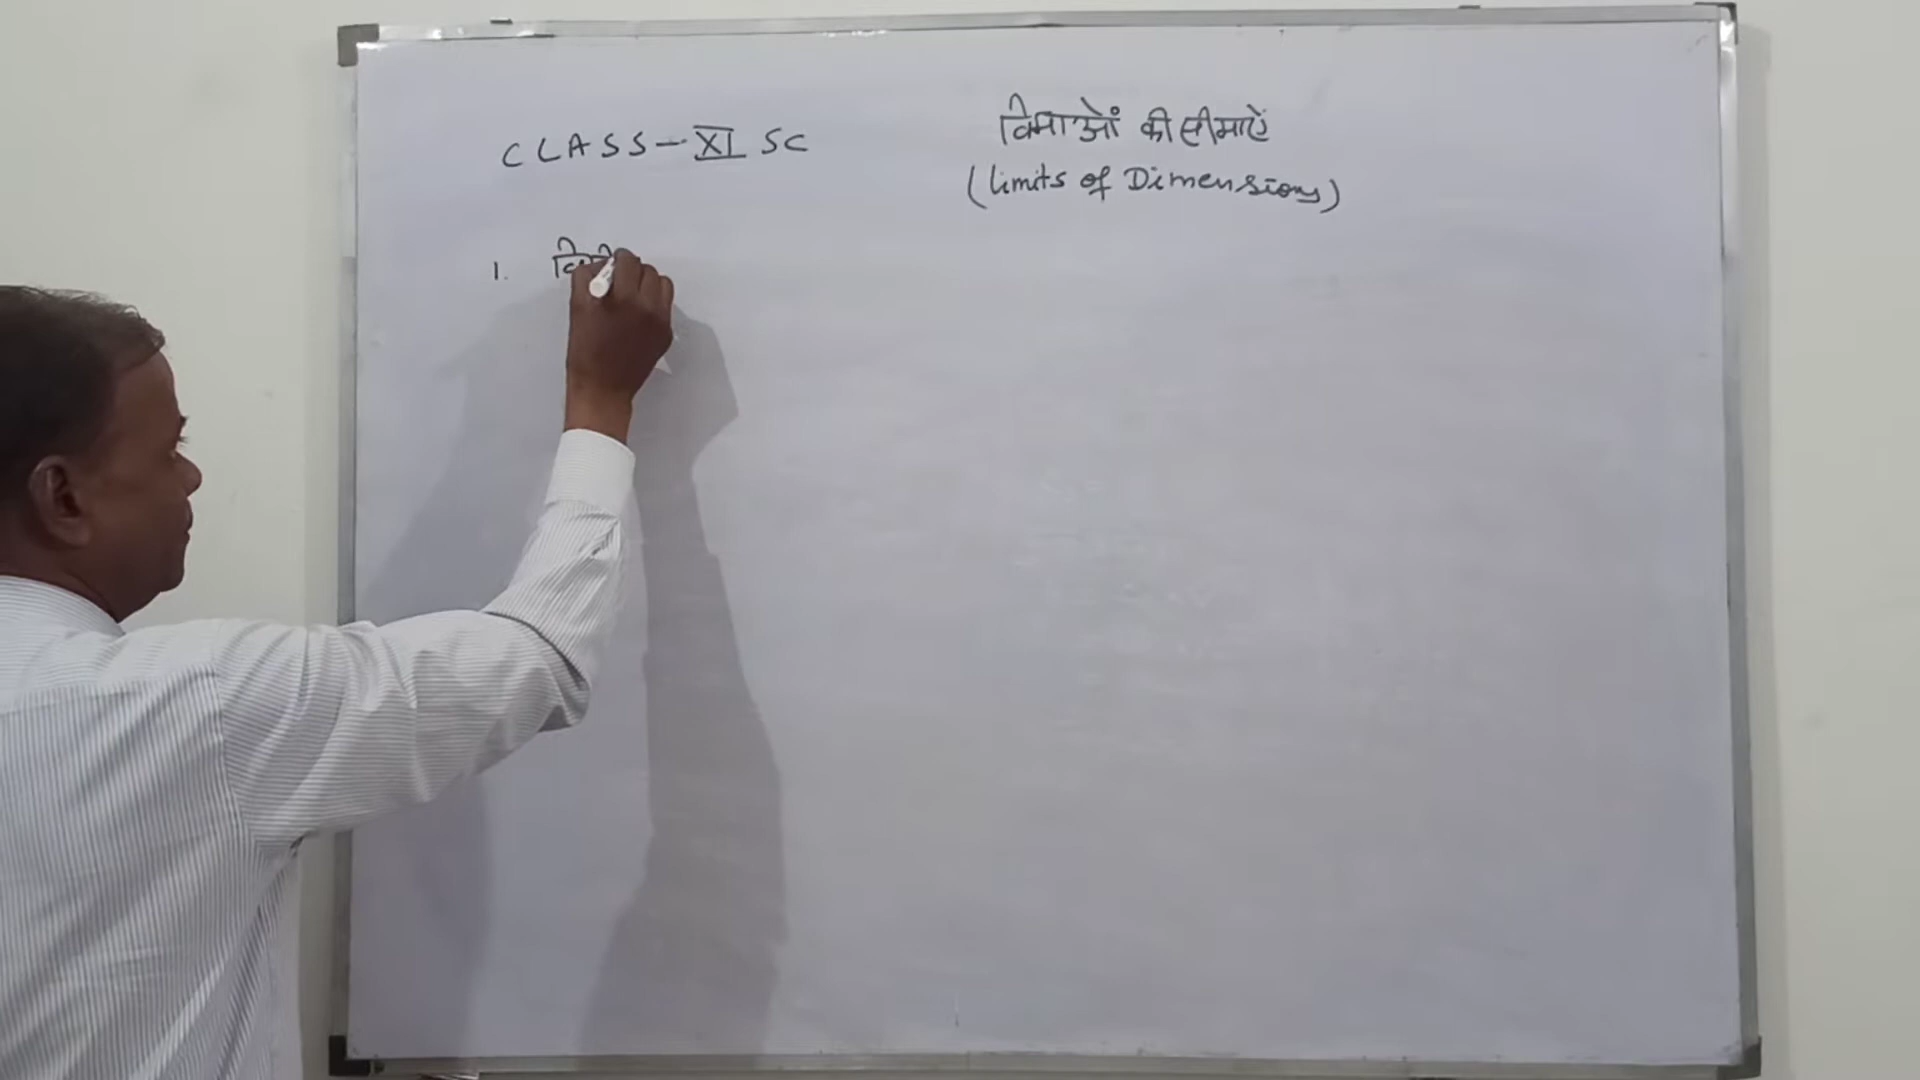 CLASS-XI SC
विमाओं की सीमाऐं
(Limits of Dimensions)
1.